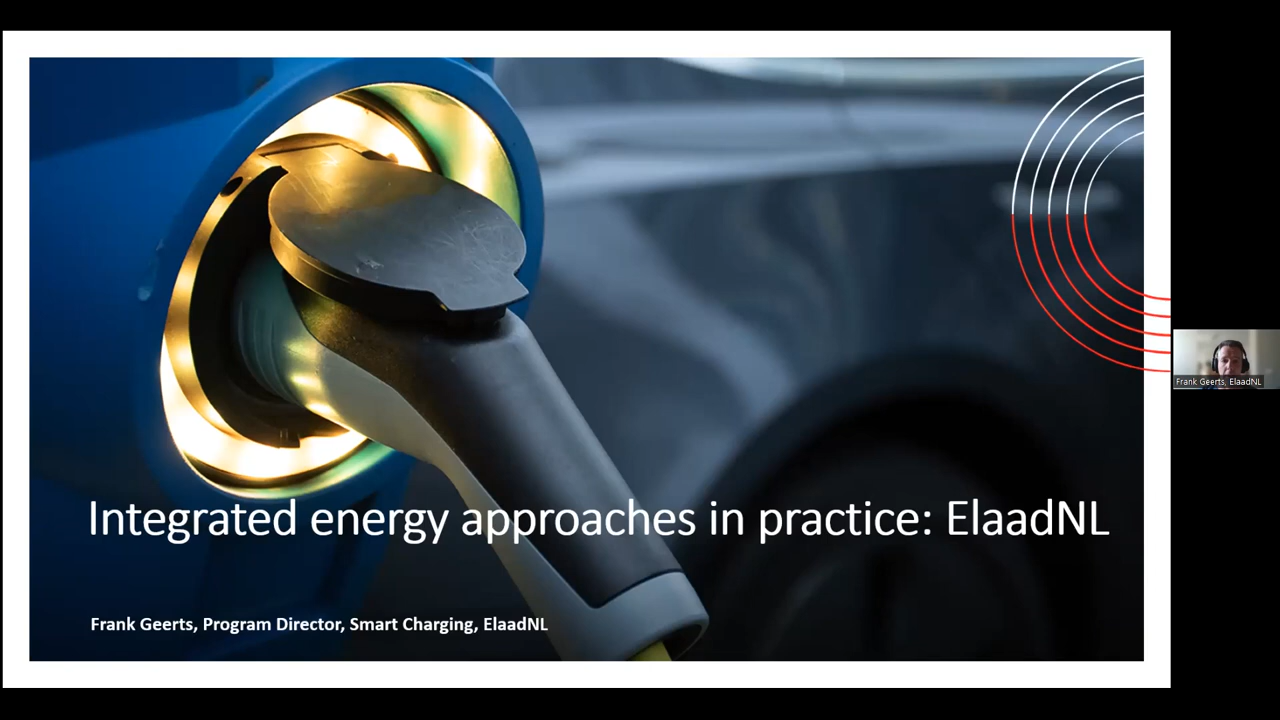 Integrated energy approaches in practice: ElaadNL
Frank Geerts, Program Director, Smart Charging, ElaadNL
Frank Geerts, ElaadNL